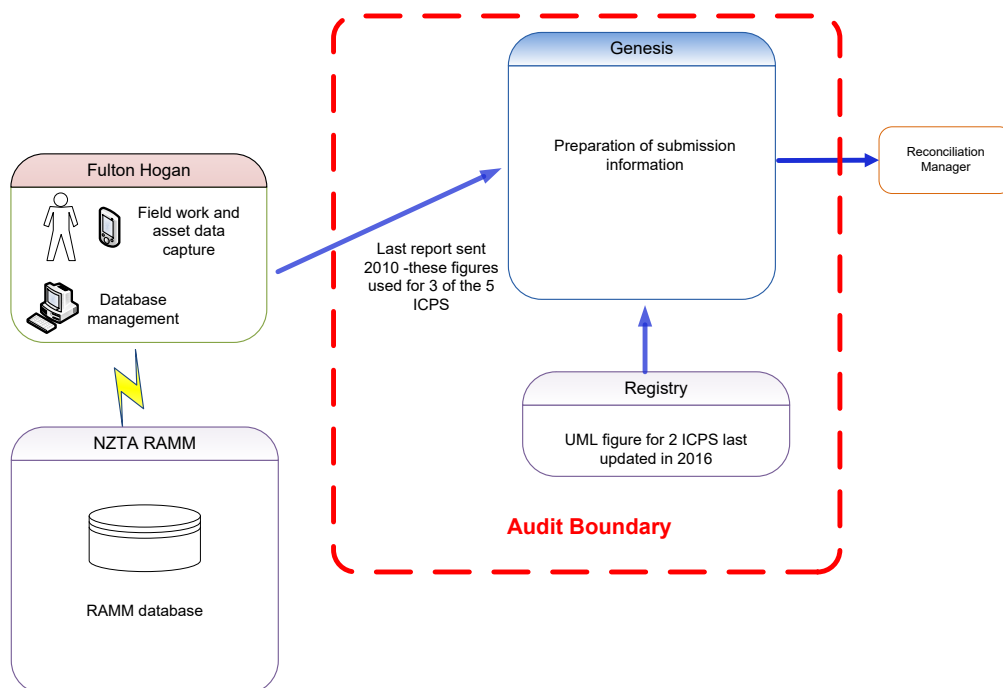 Genesis
Preparation of submission
information
Reconciliation
Manager
Fulton Hogan
Field work and
asset data
capture
Database
management
Last report sent
2010 -these figures
used for 3 of the 5
ICPS
Registry
UML figure for 2 ICPS last
updated in 2016
NZTA RAMM
RAMM database
Audit Boundary